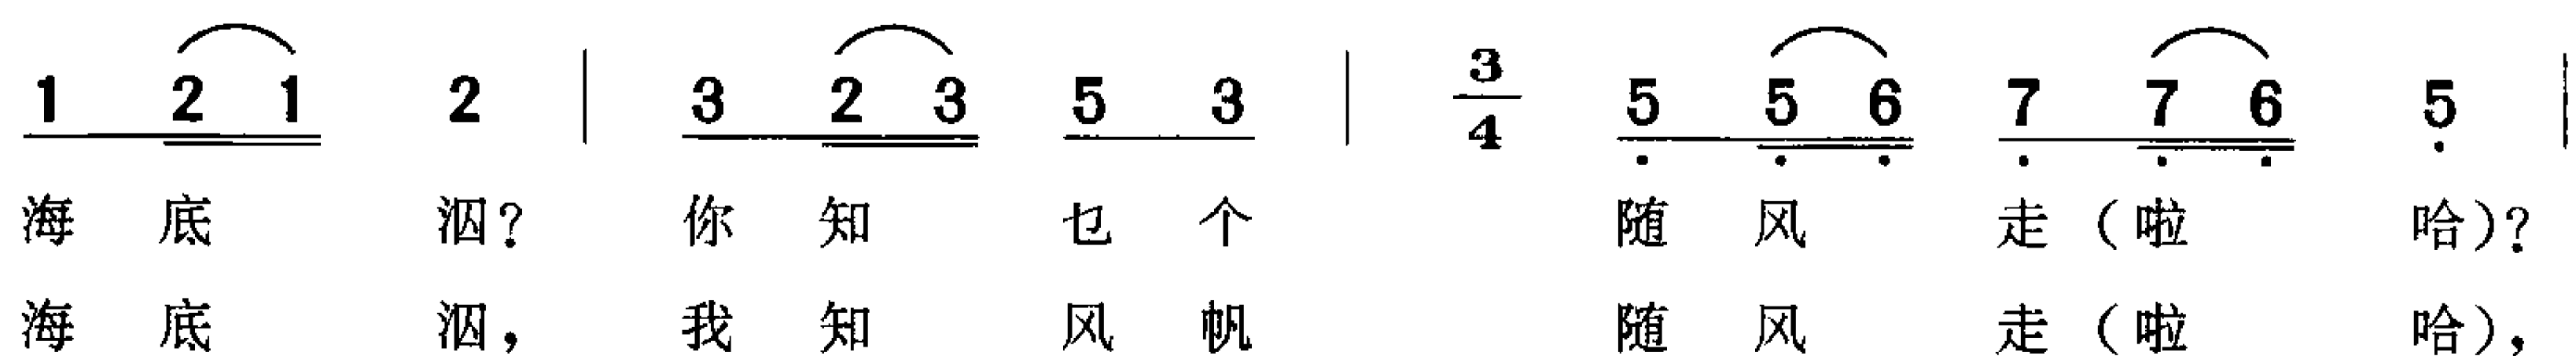 1 2 1 2 | 3 2 3 5 3 | 3/4 5 5 6 7 7 6 5 |
海 底 泅？ 你 知 乜 个 随 风 走（啦 哈）？
海 底 泅， 我 知 风 帆 随 风 走（啦 哈），